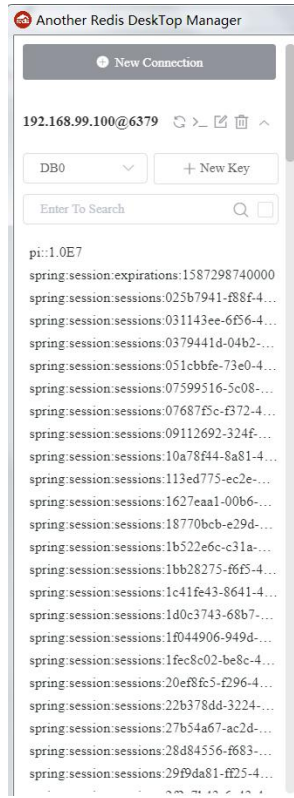 Another Redis DeskTop Manager
New Connection
192.168.99.100@6379 >_
DB0 + New Key
Enter To Search
pi::1.0E7
spring:session:expirations:1587298740000
spring:session:sessions:025b7941-f88f-4...
spring:session:sessions:031143ee-6f56-4...
spring:session:sessions:0379441d-04b2-...
spring:session:sessions:051cbbfe-73e0-4...
spring:session:sessions:07599516-5c08-...
spring:session:sessions:07687f5c-f372-4...
spring:session:sessions:09112692-324f-...
spring:session:sessions:10a78f44-8a81-4...
spring:session:sessions:113ed775-ec2e-...
spring:session:sessions:1627eaa1-00b6-...
spring:session:sessions:18770bcb-e29d-...
spring:session:sessions:1b522e6c-c31a-...
spring:session:sessions:1bb28275-f6f5-4...
spring:session:sessions:1c41fe43-8641-4...
spring:session:sessions:1d0c3743-68b7-...
spring:session:sessions:1f044906-949d-...
spring:session:sessions:1fec8c02-be8c-4...
spring:session:sessions:20ef8fc5-f296-4...
spring:session:sessions:22b378dd-3224-...
spring:session:sessions:27b54a67-ac2d-...
spring:session:sessions:28d84556-f683-...
spring:session:sessions:29f9da81-ff25-4...